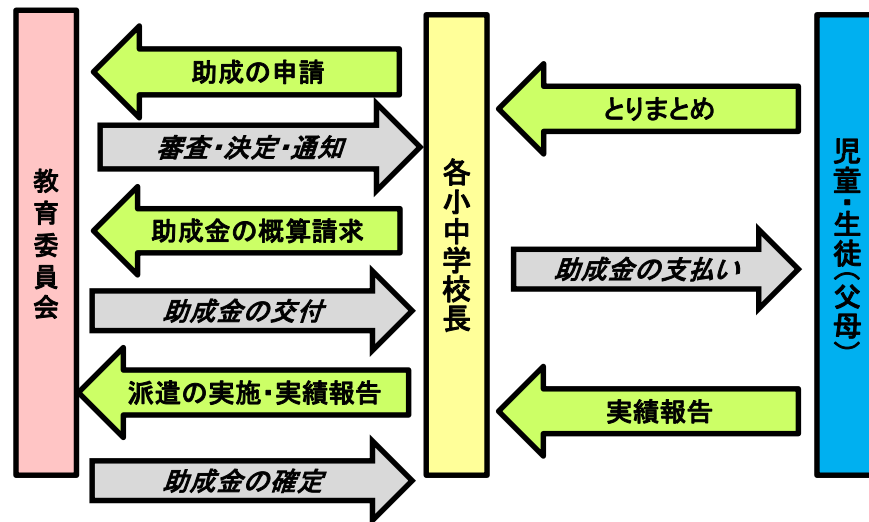 教育委員会
助成の申請
審査・決定・通知
助成金の概算請求
助成金の交付
派遣の実施・実績報告
助成金の確定
各小中学校長
とりまとめ
助成金の支払い
実績報告
児童・生徒(父母)